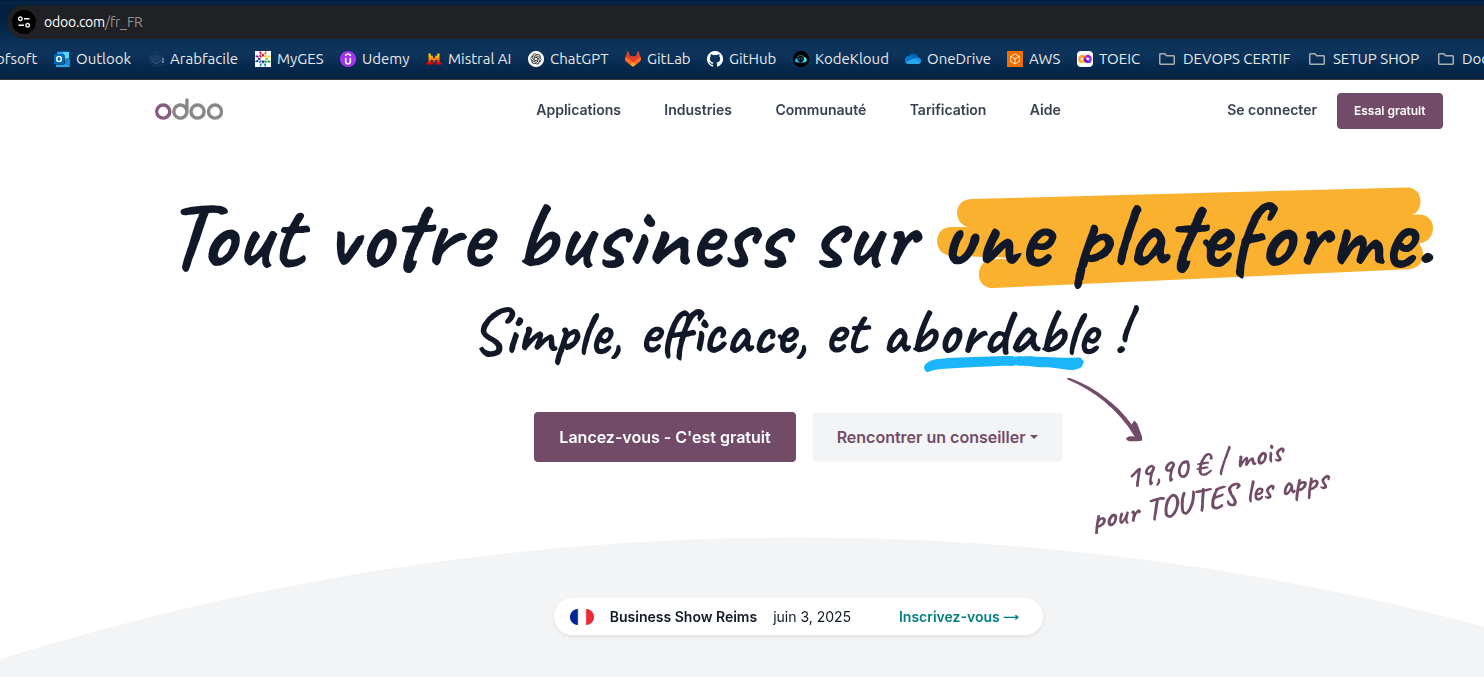 odoo.com/fr_FR
ofsoft Outlook Arabfacile MyGES Udemy Mistral AI ChatGPT GitLab GitHub KodeKloud OneDrive AWS TOEIC DEVOPS CERTIF SETUP SHOP
odoo Applications Industries Communauté Tarification Aide Se connecter Essai gratuit
Tout votre business sur une plateforme.
Simple, efficace, et abordable !
Lancez-vous - C'est gratuit Rencontrer un conseiller
19,90 € / mois
pour TOUTES les apps
Business Show Reims juin 3, 2025 Inscrivez-vous →